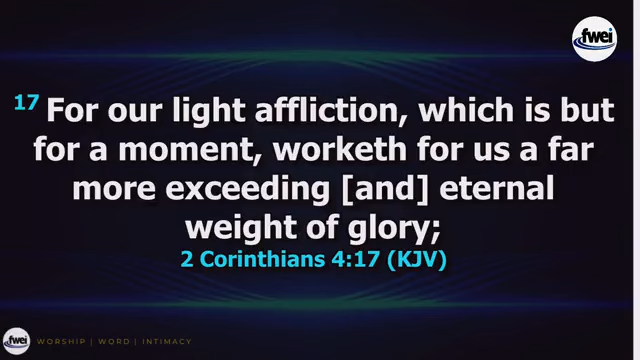 fwei
17 For our light affliction, which is but
for a moment, worketh for us a far
more exceeding [and] eternal
weight of glory;
2 Corinthians 4:17 (KJV)
fwei WORSHIP | WORD | INTIMACY